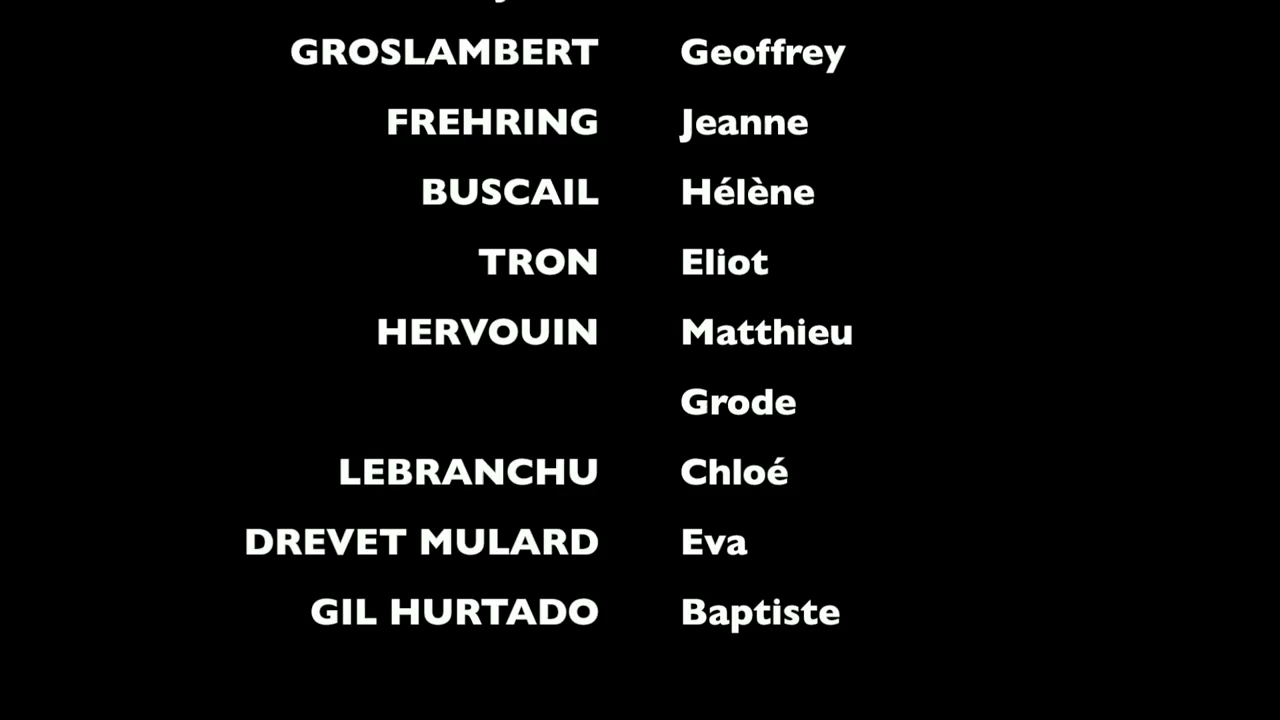 GROSLAMBERT Geoffrey
FREHRING Jeanne
BUSCAIL Hélène
TRON Eliot
HERVOUIN Matthieu
Grode
LEBRANCHU Chloé
DREVET MULARD Eva
GIL HURTADO Baptiste